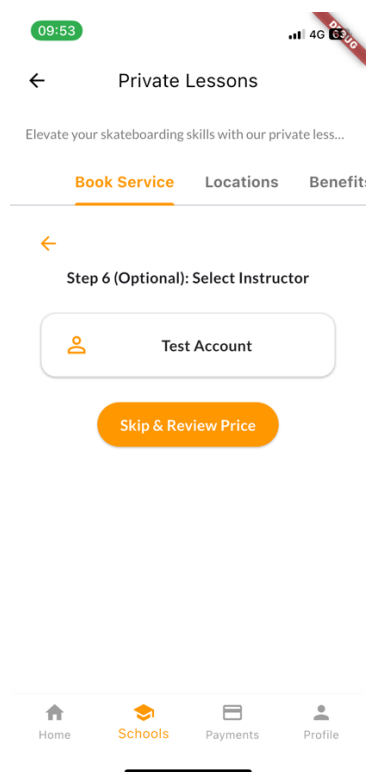 09:53
4G
DEBUG
Private Lessons
Elevate your skateboarding skills with our private less...
Book Service Locations Benefits
Step 6 (Optional): Select Instructor
Test Account
Skip & Review Price
Home Schools Payments Profile